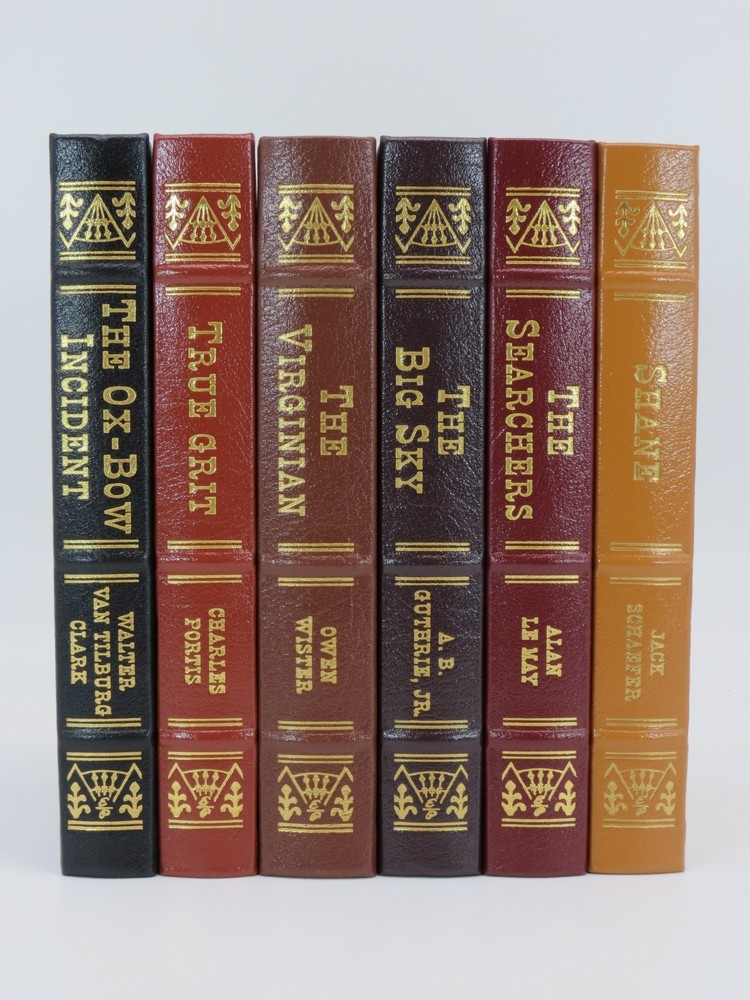 THE OX-BOW
INCIDENT
WALTER
VAN TILBURG
CLARK
TRUE GRIT
CHARLES
PORTIS
THE
VIRGINIAN
OWEN
WISTER
THE
BIG SKY
A. B.
GUTHRIE, JR.
THE
SEARCHERS
ALAN
LE MAY
SHANE
JACK
SCHAEFER